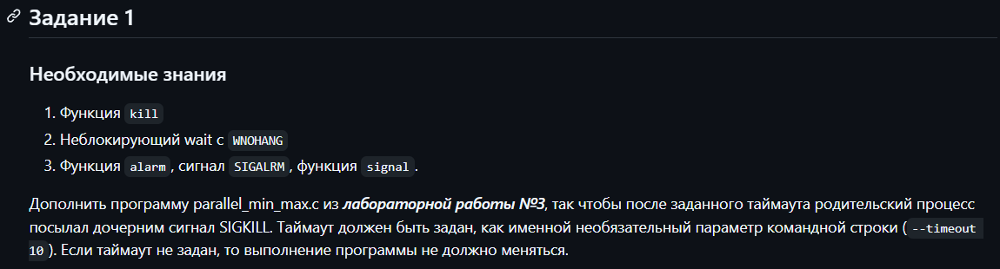 Задание 1
Необходимые знания
1. Функция kill
2. Неблокирующий wait с WNOHANG
3. Функция alarm, сигнал SIGALRM, функция signal.
Дополнить программу parallel_min_max.c из лабораторной работы №3, так чтобы после заданного таймаута родительский процесс
посылал дочерним сигнал SIGKILL. Таймаут должен быть задан, как именной необязательный параметр командной строки (--timeout
10). Если таймаут не задан, то выполнение программы не должно меняться.